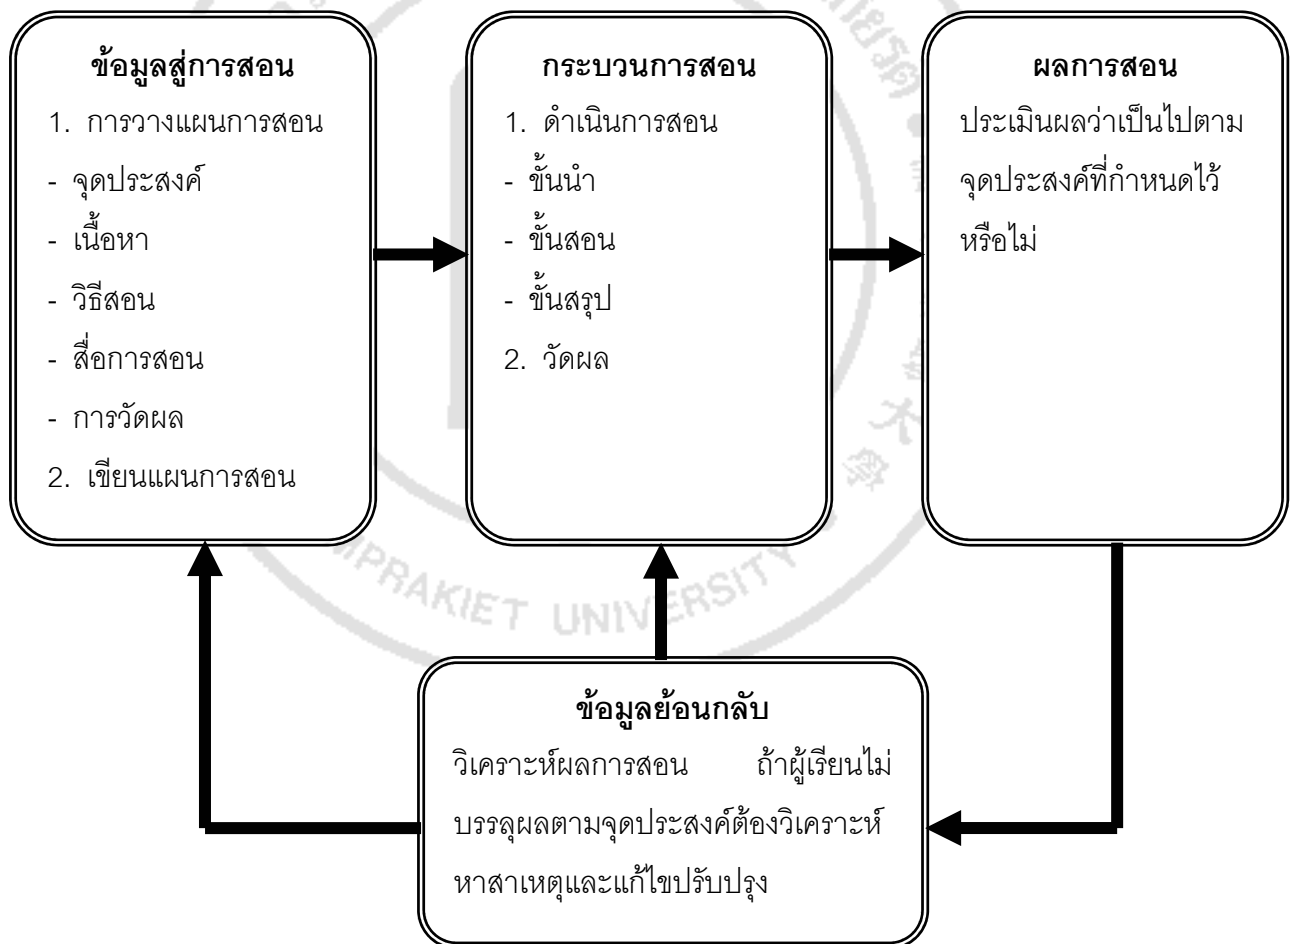 ข้อมูลสู่การสอน
1. การวางแผนการสอน
- จุดประสงค์
- เนื้อหา
- วิธีสอน
- สื่อการสอน
- การวัดผล
2. เขียนแผนการสอน
กระบวนการสอน
1. ดำเนินการสอน
- ขั้นนำ
- ขั้นสอน
- ขั้นสรุป
2. วัดผล
ผลการสอน
ประเมินผลว่าเป็นไปตาม
จุดประสงค์ที่กำหนดไว้
หรือไม่
ข้อมูลย้อนกลับ
วิเคราะห์ผลการสอน ถ้าผู้เรียนไม่
บรรลุผลตามจุดประสงค์ต้องวิเคราะห์
หาสาเหตุและแก้ไขปรับปรุง
MPRAKIET UNIVERSITY